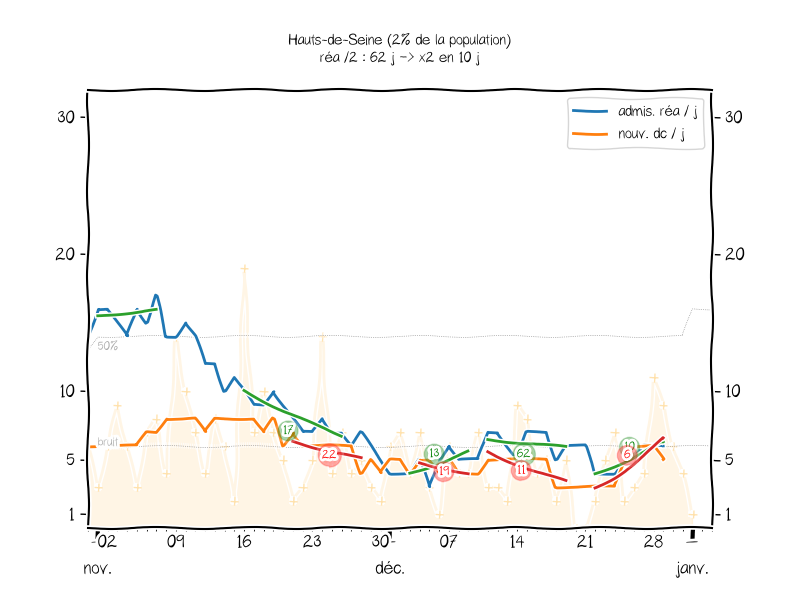 Hauts-de-Seine (2% de la population)
réa /2 : 62 j -> x2 en 10 j
admis. réa / j
nouv. dc / j
30
30
20
20
50%
10
10
bruit
17
22
13
19
62
11
10
6
5
5
1
1
02 09 16 23 30 07 14 21 28
nov. déc. janv.